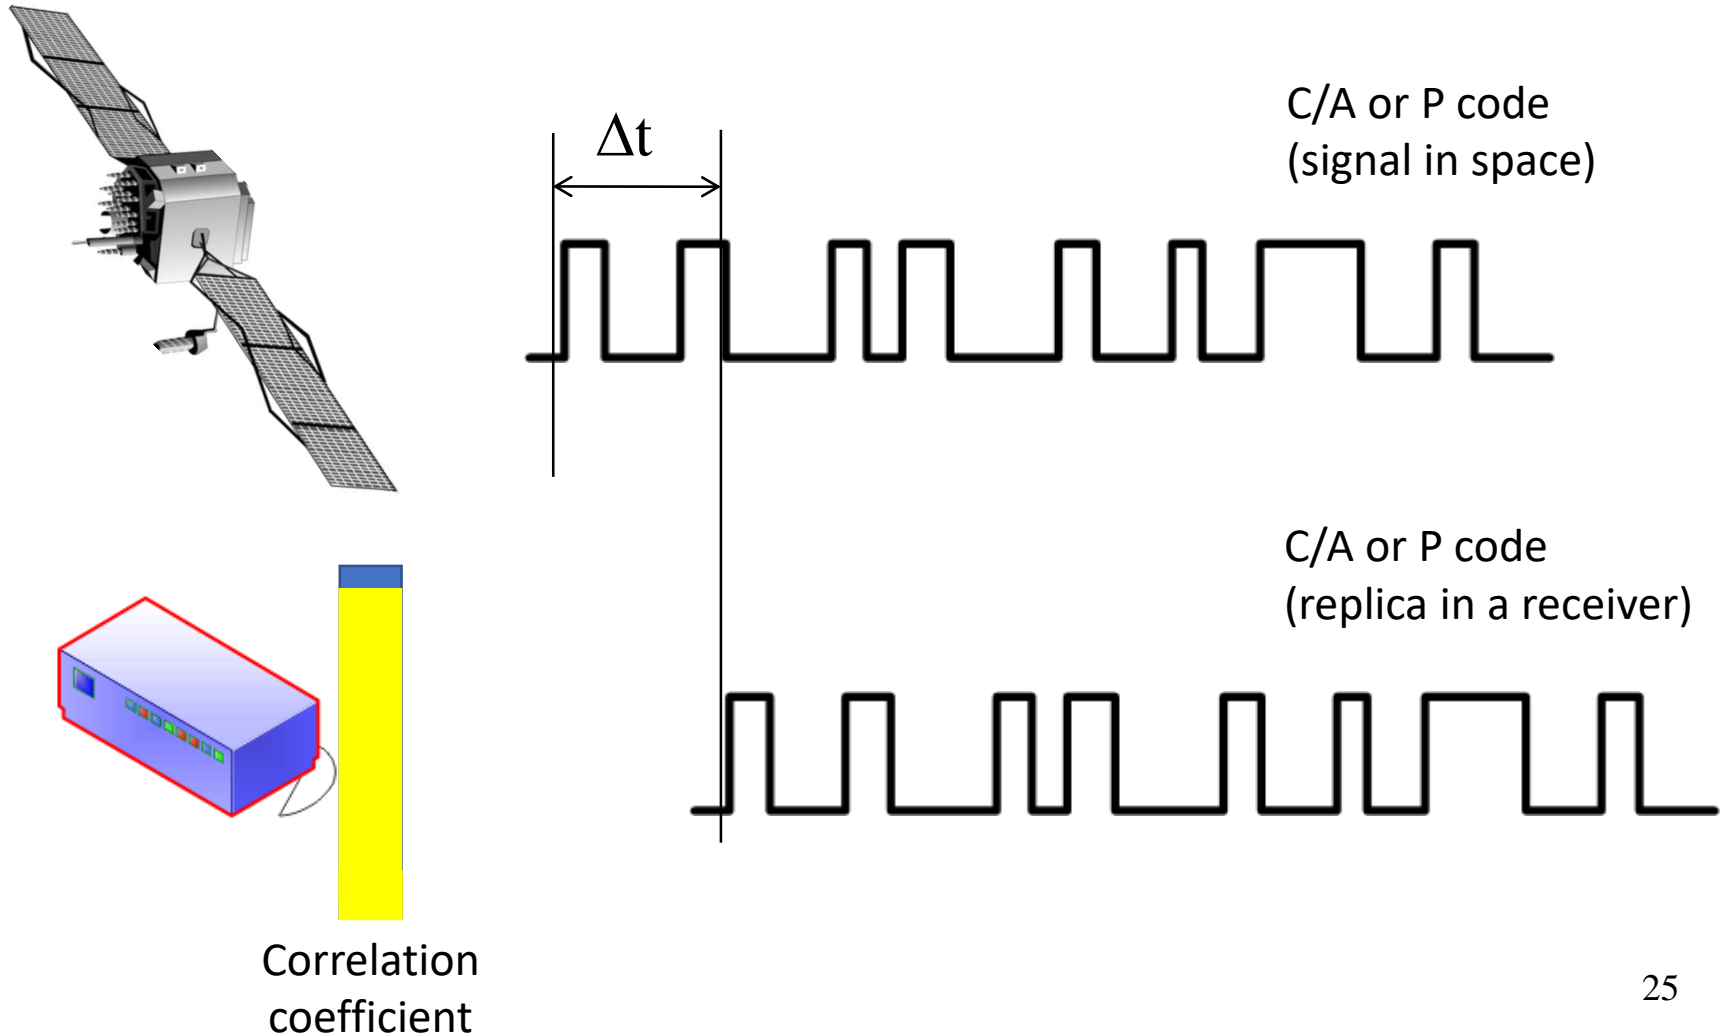 Δt
C/A or P code
(signal in space)
C/A or P code
(replica in a receiver)
Correlation
coefficient
25